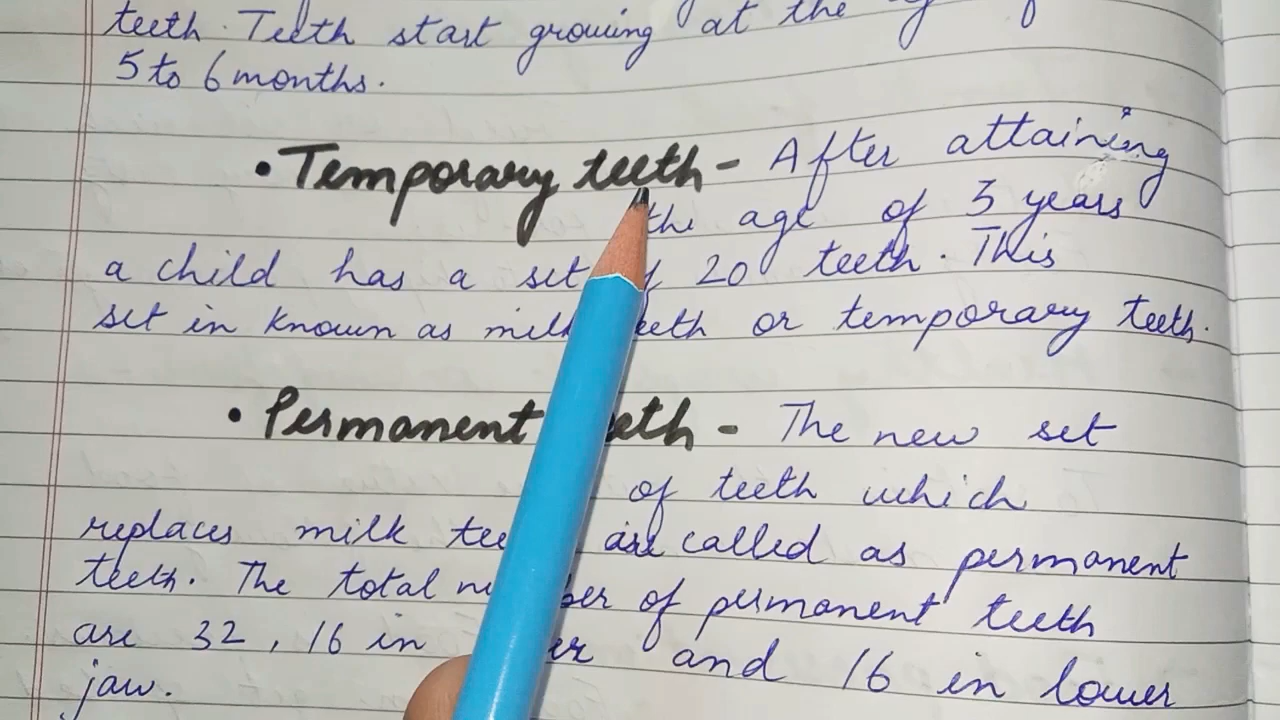 teeth. Teeth start growing at the
5 to 6 months.
• Temporary teeth - After attaining
the age of 3 years
a child has a set 20 teeth. This
set in known as milk teeth or temporary teeth.
• Permanent teeth - The new set
of teeth which
replaces milk are called as permanent
teeth. The total number of permanent teeth
are 32, 16 in and 16 in lower
jaw.